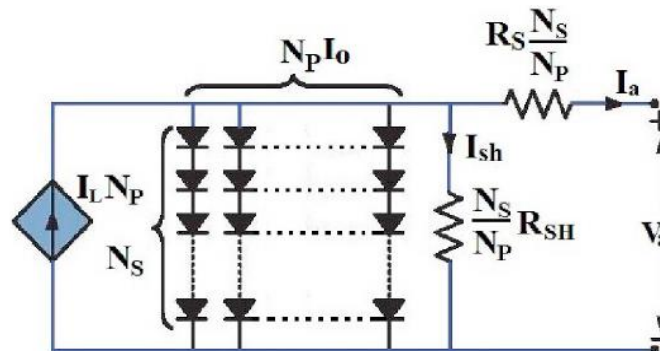 N_P I_o
R_S N_S/N_P
I_a
+
I_sh
I_L N_P
N_S
N_S/N_P R_SH
V